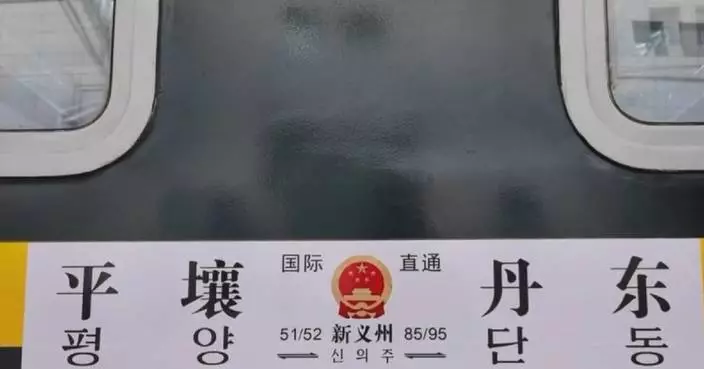 国际 直通
平壤 丹东
51/52 新义州 85/95
평양 신의주 단동